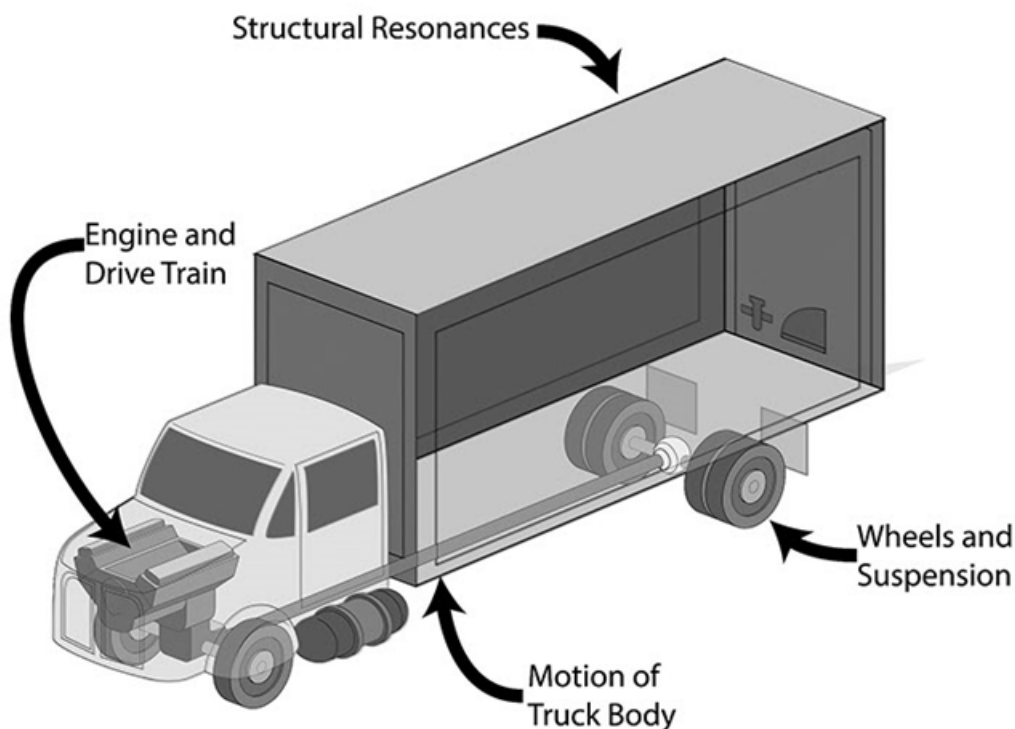 Structural Resonances
Engine and
Drive Train
Wheels and
Suspension
Motion of
Truck Body